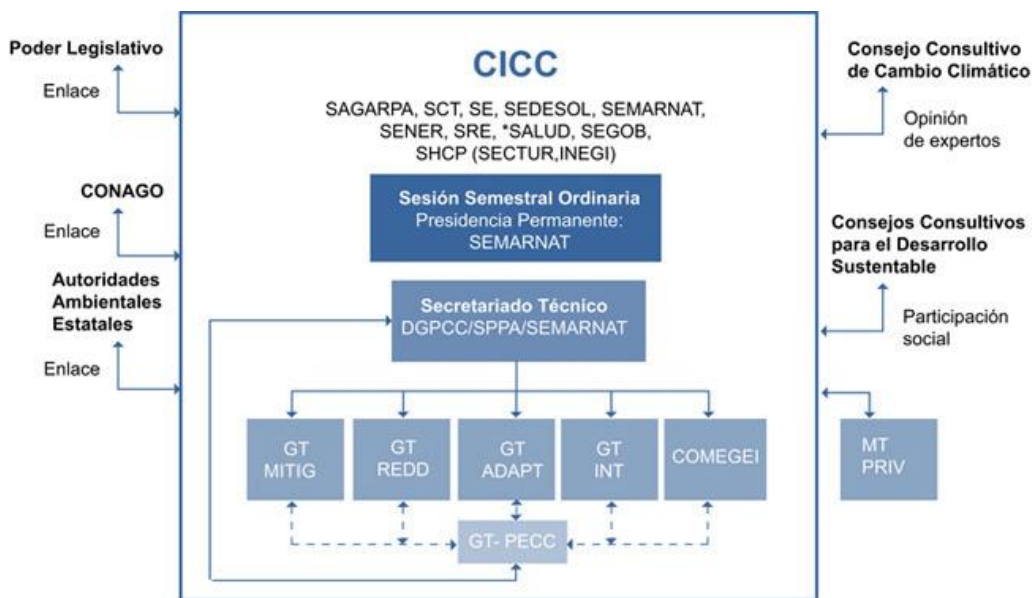 Poder Legislativo
Enlace
CONAGO
Enlace
Autoridades
Ambientales
Estatales
Enlace
CICC
SAGARPA, SCT, SE, SEDESOL, SEMARNAT,
SENER, SRE, *SALUD, SEGOB,
SHCP (SECTUR,INEGI)
Sesión Semestral Ordinaria
Presidencia Permanente:
SEMARNAT
Secretariado Técnico
DGPCC/SPPA/SEMARNAT
GT
MITIG
GT
REDD
GT
ADAPT
GT
INT
COMEGEI
GT- PECC
Consejo Consultivo
de Cambio Climático
Opinión
de expertos
Consejos Consultivos
para el Desarrollo
Sustentable
Participación
social
MT
PRIV